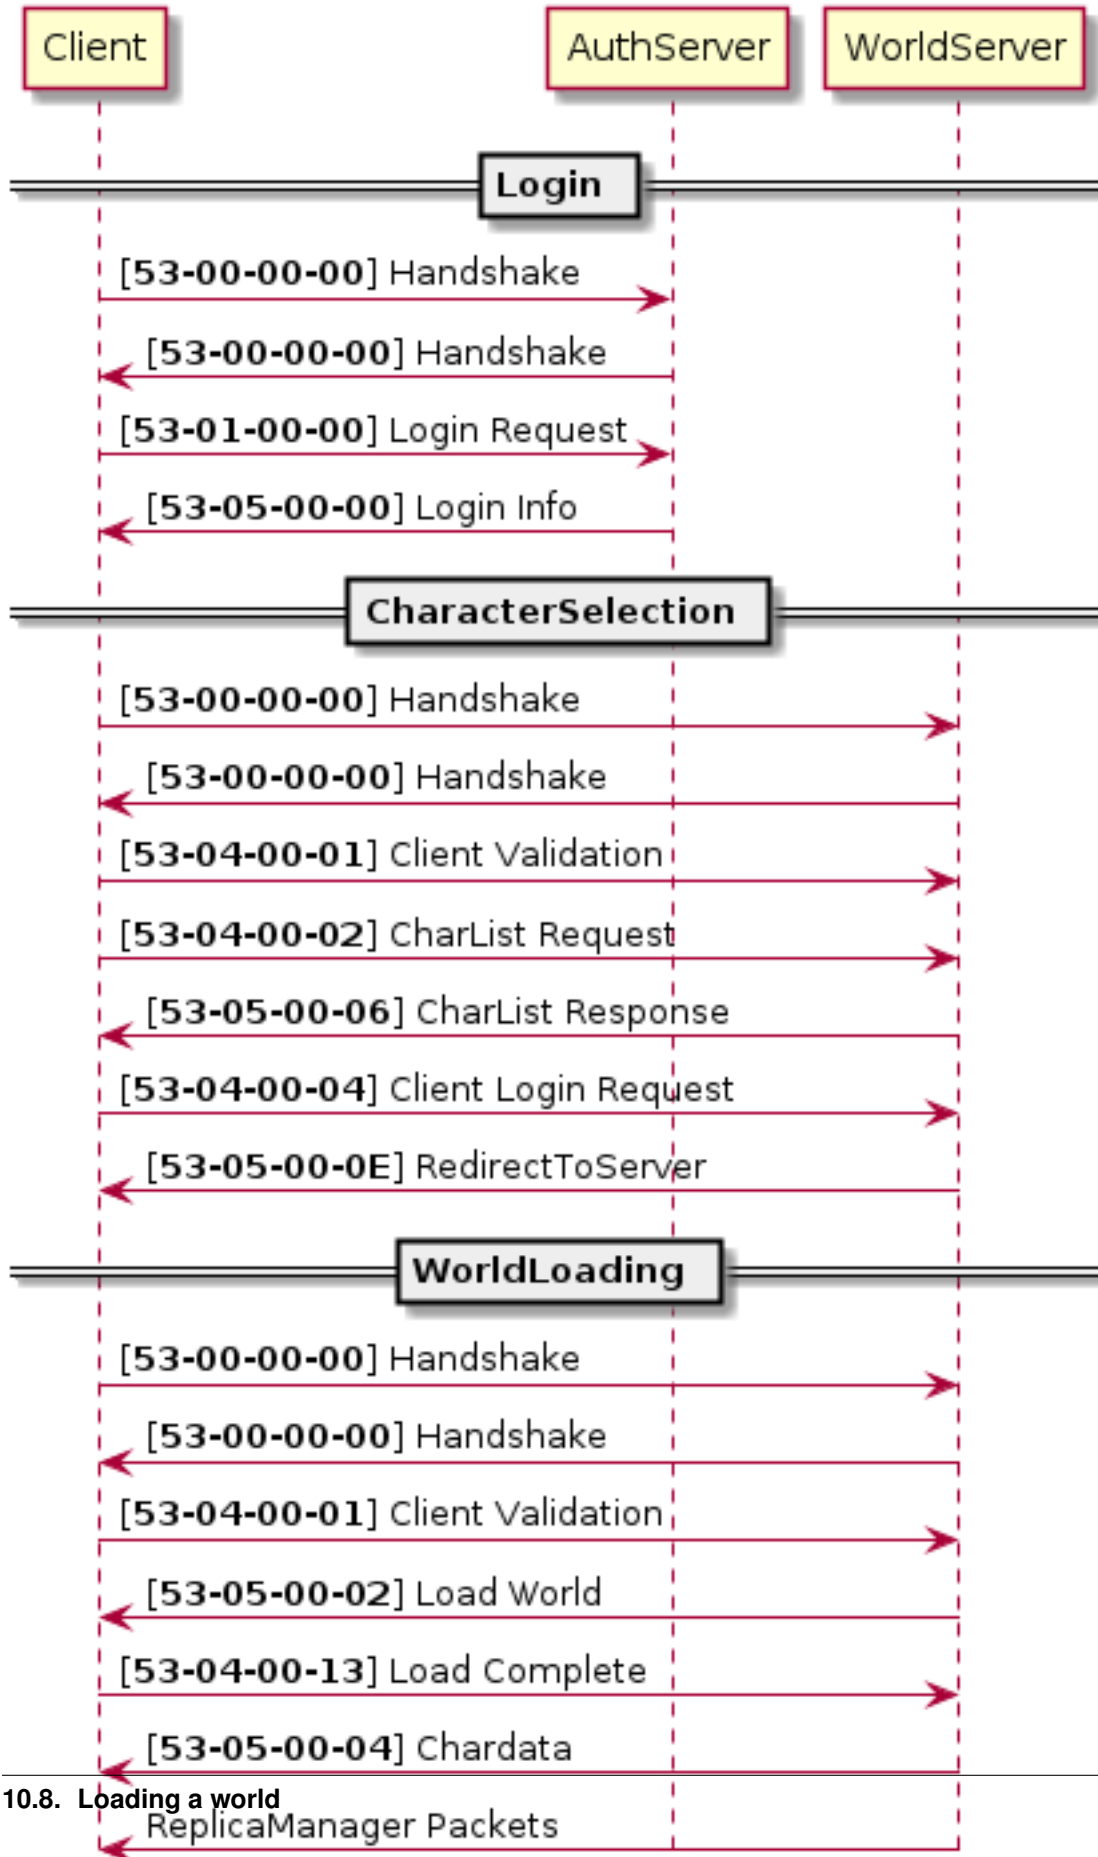 Client AuthServer WorldServer
Login
[53-00-00-00] Handshake
[53-00-00-00] Handshake
[53-01-00-00] Login Request
[53-05-00-00] Login Info
CharacterSelection
[53-00-00-00] Handshake
[53-00-00-00] Handshake
[53-04-00-01] Client Validation
[53-04-00-02] CharList Request
[53-05-00-06] CharList Response
[53-04-00-04] Client Login Request
[53-05-00-0E] RedirectToServer
WorldLoading
[53-00-00-00] Handshake
[53-00-00-00] Handshake
[53-04-00-01] Client Validation
[53-05-00-02] Load World
[53-04-00-13] Load Complete
[53-05-00-04] Chardata
10.8. Loading a world
ReplicaManager Packets